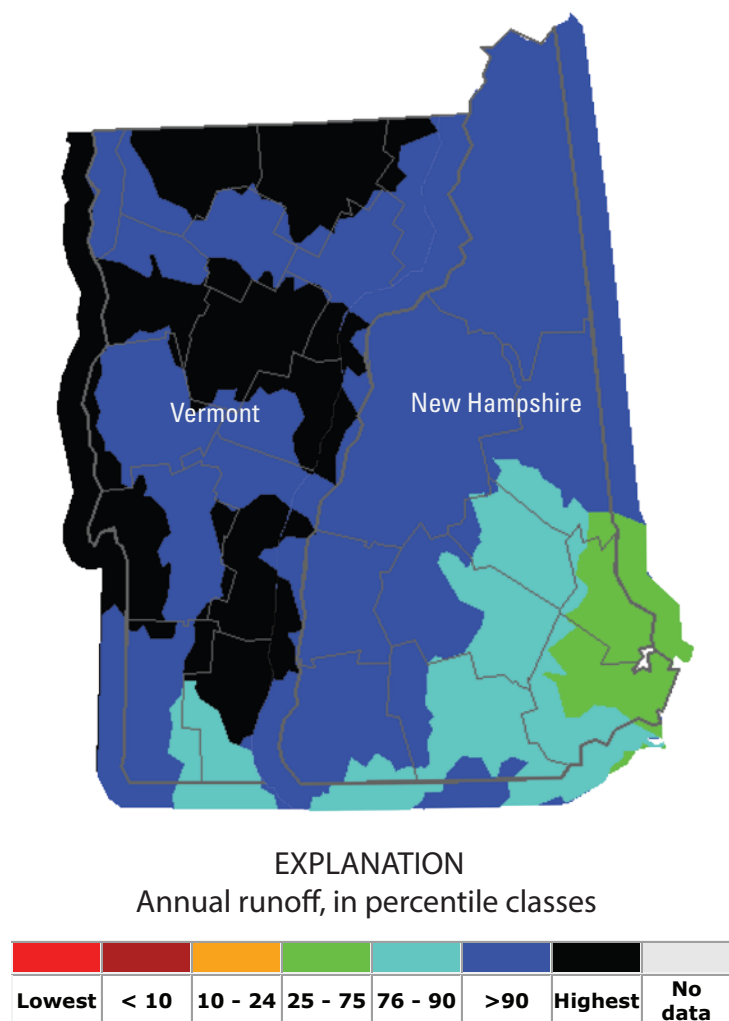 Vermont
New Hampshire
EXPLANATION
Annual runoff, in percentile classes
Lowest < 10 10 - 24 25 - 75 76 - 90 >90 Highest No data